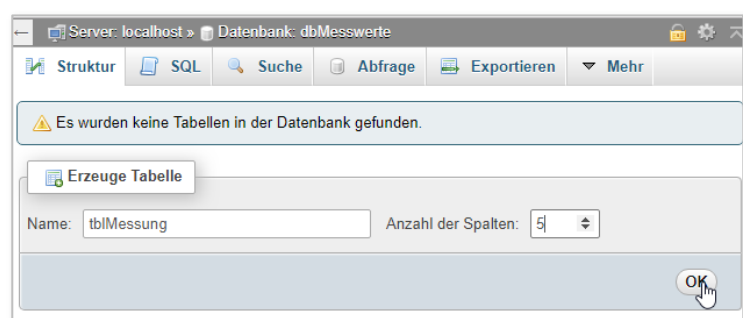 Server: localhost » Datenbank: dbMesswerte
Struktur SQL Suche Abfrage Exportieren Mehr
Es wurden keine Tabellen in der Datenbank gefunden.
Erzeuge Tabelle
Name: tblMessung Anzahl der Spalten: 5
OK